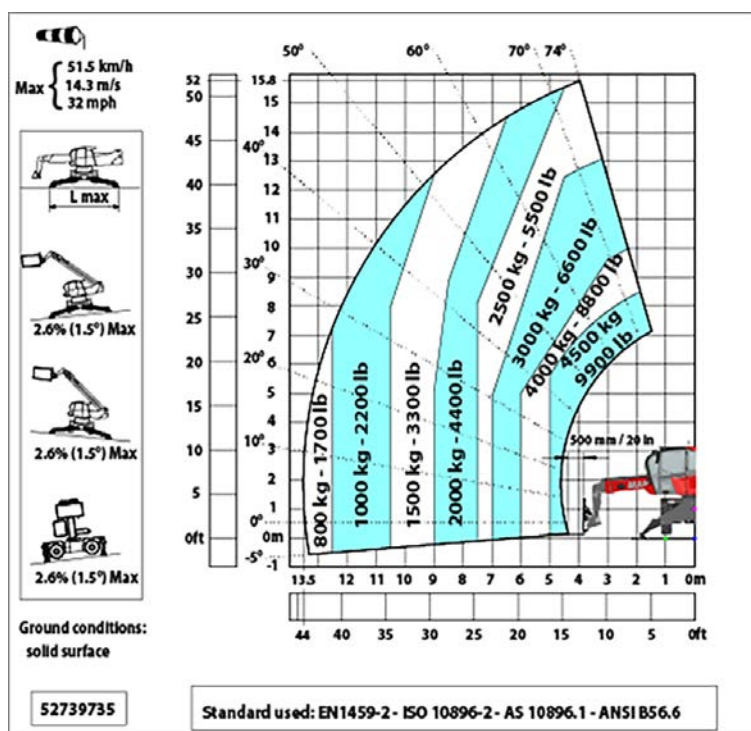 51.5 km/h
Max 14.3 m/s
32 mph
L max
2.6% (1.5°) Max
2.6% (1.5°) Max
2.6% (1.5°) Max
Ground conditions:
solid surface
52739735
50°
60°
70°
74°
40°
30°
20°
10°
0°
-5°
52
50
45
40
35
30
25
20
15
10
5
0ft
15.8
15
14
13
12
11
10
9
8
7
6
5
4
3
2
1
0m
-1
800 kg - 1700 lb
1000 kg - 2200 lb
1500 kg - 3300 lb
2000 kg - 4400 lb
2500 kg - 5500 lb
3000 kg - 6600 lb
4000 kg - 8800 lb
4500 kg
9900 lb
500 mm / 20 in
13.5 12 11 10 9 8 7 6 5 4 3 2 1 0m
44 40 35 30 25 20 15 10 5 0ft
Standard used: EN1459-2 - ISO 10896-2 - AS 10896.1 - ANSI B56.6